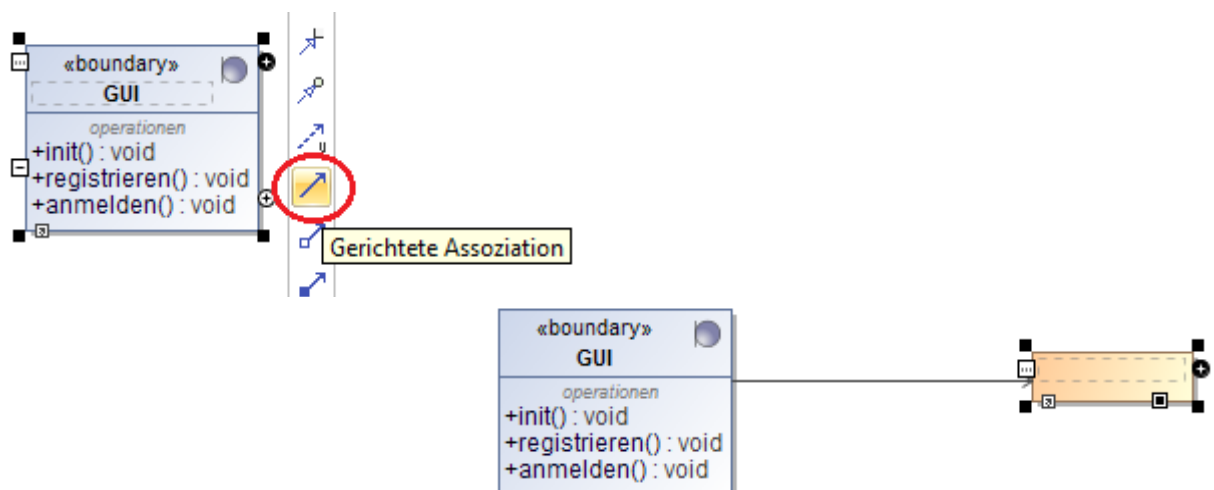 «boundary»
GUI
operationen
+init() : void
+registrieren() : void
+anmelden() : void
Gerichtete Assoziation
«boundary»
GUI
operationen
+init() : void
+registrieren() : void
+anmelden() : void